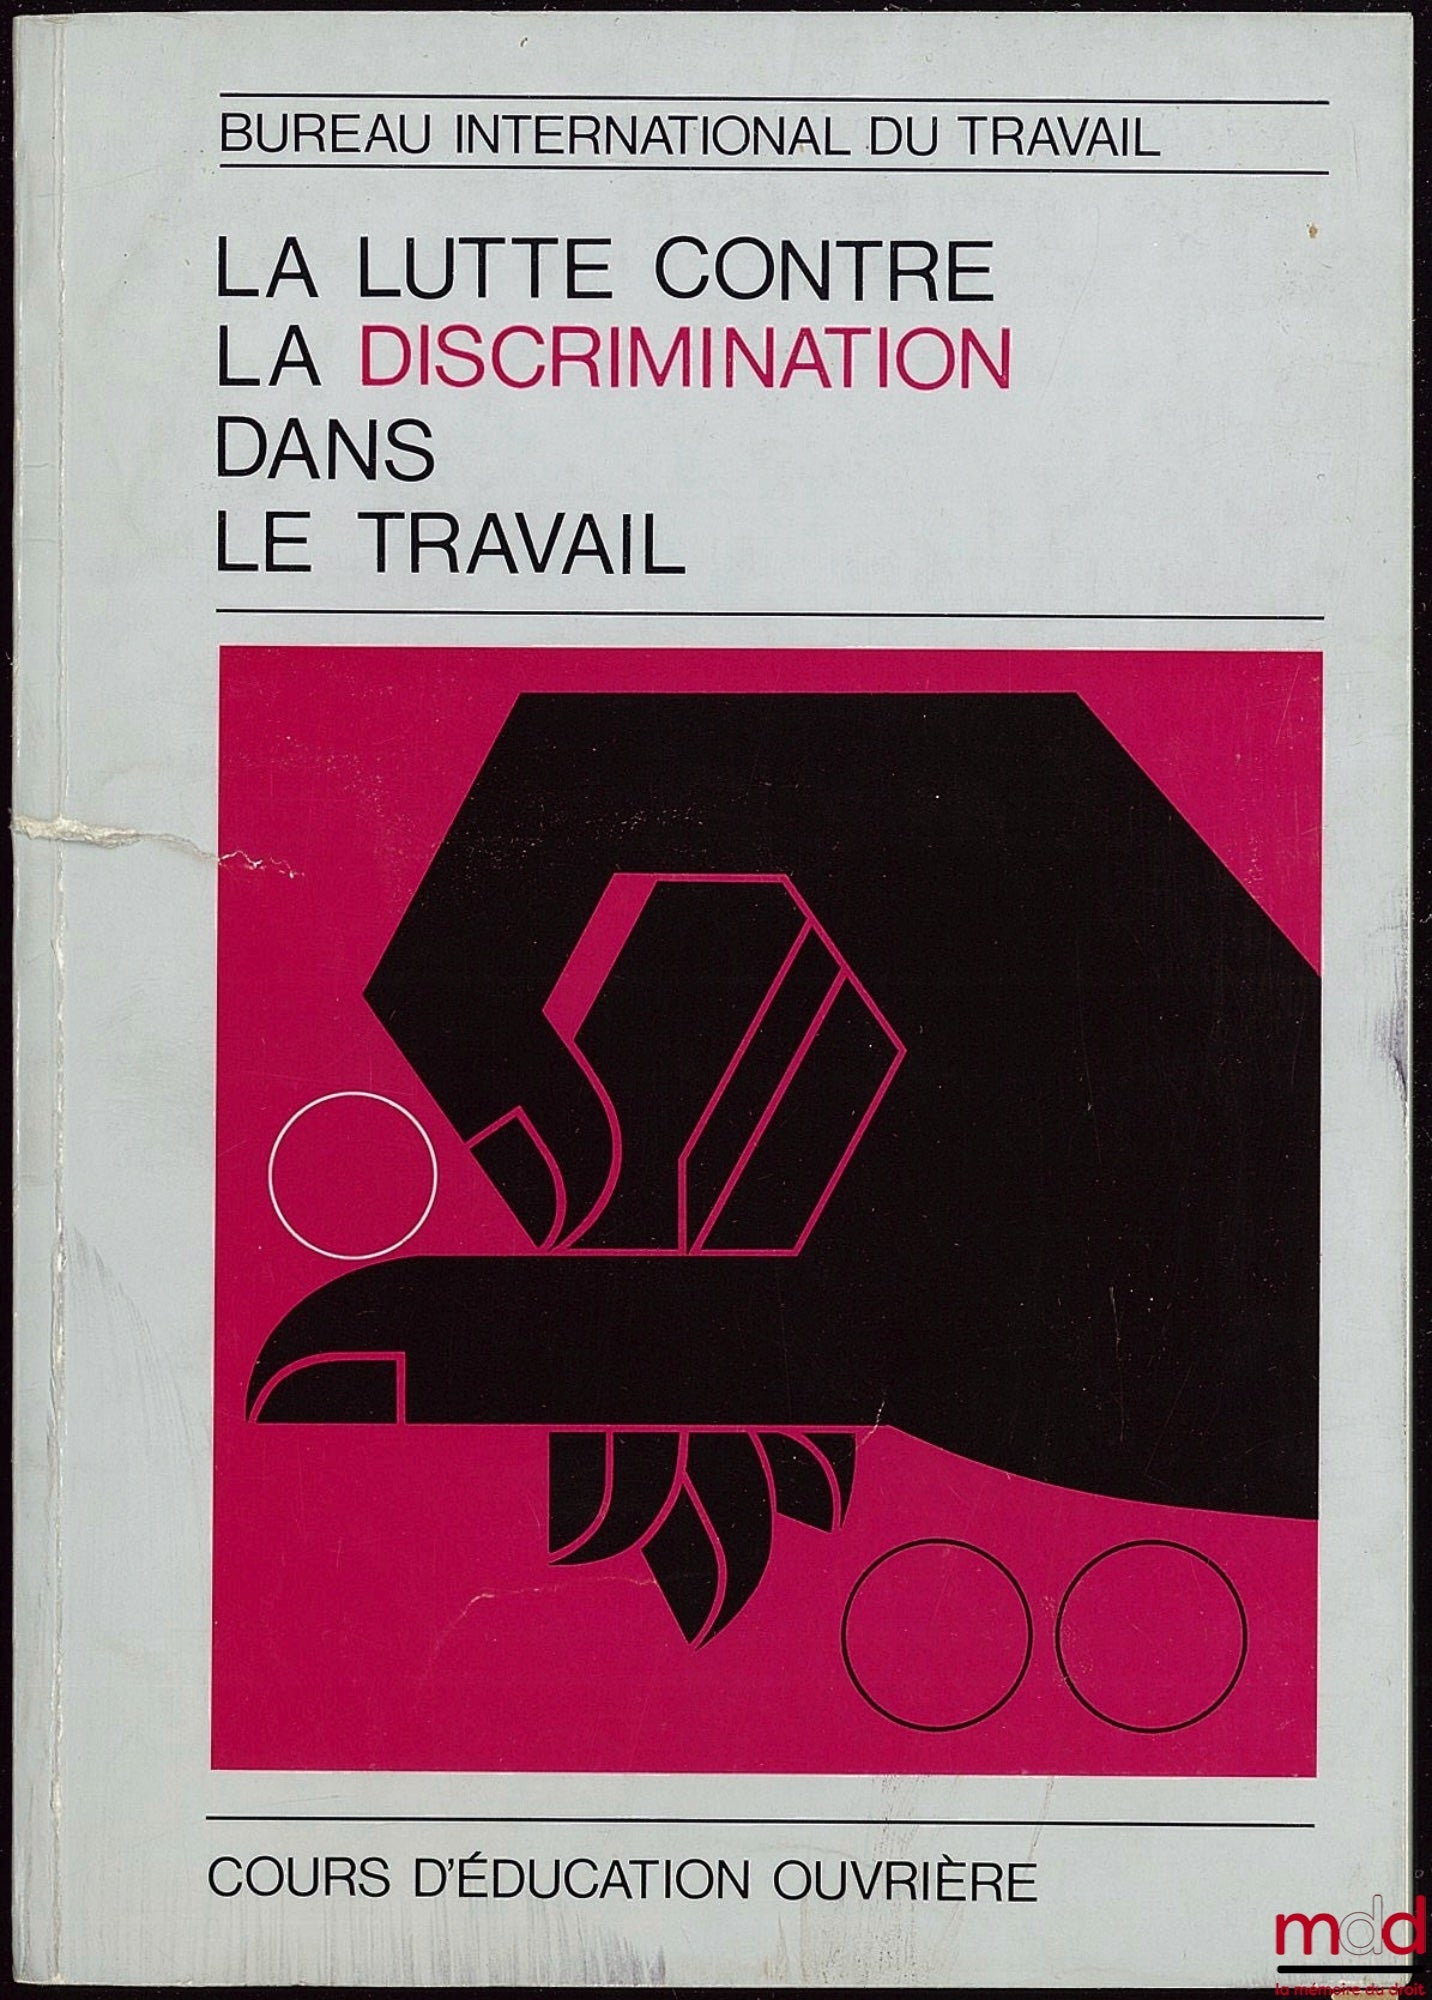 BUREAU INTERNATIONAL DU TRAVAIL
LA LUTTE CONTRE
LA DISCRIMINATION
DANS
LE TRAVAIL
COURS D'ÉDUCATION OUVRIÈRE
mdd
la mémoire du droit